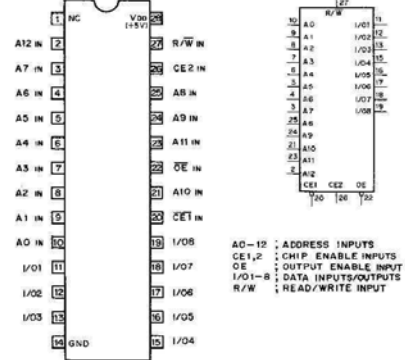 1 NC VDD (+5V) 28
A12 IN 2 27 R/W IN
A7 IN 3 26 CE2 IN
A6 IN 4 25 A8 IN
A5 IN 5 24 A9 IN
A4 IN 6 23 A11 IN
A3 IN 7 22 OE IN
A2 IN 8 21 A10 IN
A1 IN 9 20 CE1 IN
A0 IN 10 19 I/O8
I/O1 11 18 I/O7
I/O2 12 17 I/O6
I/O3 13 16 I/O5
14 GND 15 I/O4
27
R/W
10 A0 I/O1 11
9 A1 I/O2 12
8 A2 I/O3 13
7 A3 I/O4 15
6 A4 I/O5 16
5 A5 I/O6 17
4 A6 I/O7 18
3 A7 I/O8 19
25 A8
24 A9
21 A10
23 A11
2 A12
CE1 CE2 OE
20 26 22
A0-12 ; ADDRESS INPUTS
CE1,2 ; CHIP ENABLE INPUTS
OE ; OUTPUT ENABLE INPUT
I/O1-8 ; DATA INPUTS/OUTPUTS
R/W ; READ/WRITE INPUT